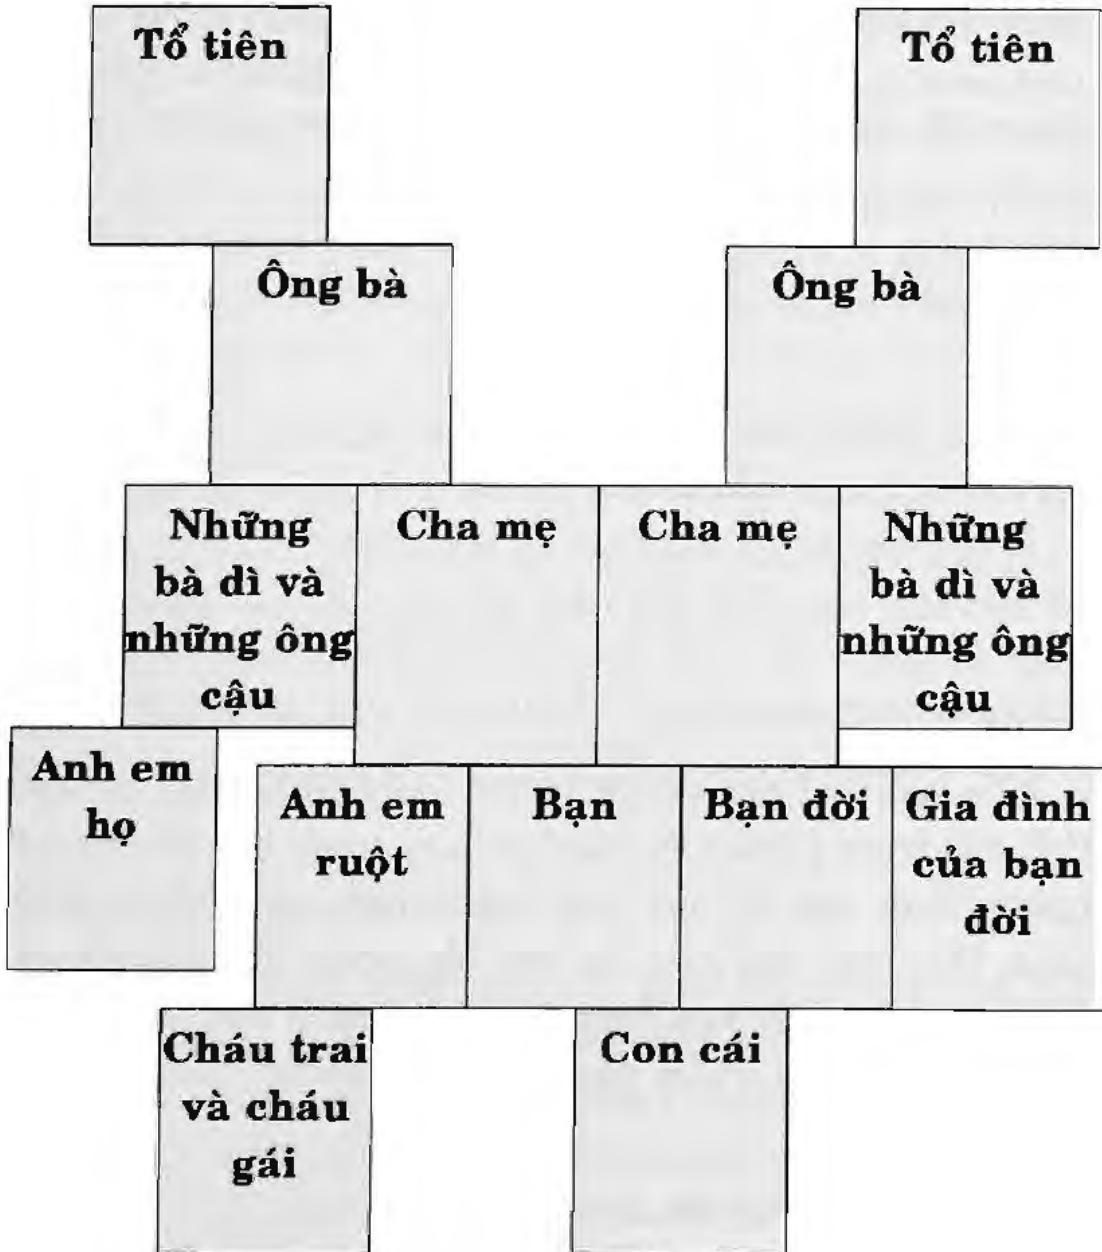 Tổ tiên
Tổ tiên
Ông bà
Ông bà
Những
bà dì và
những ông
cậu
Cha mẹ
Cha mẹ
Những
bà dì và
những ông
cậu
Anh em
họ
Anh em
ruột
Bạn
Bạn đời
Gia đình
của bạn
đời
Cháu trai
và cháu
gái
Con cái